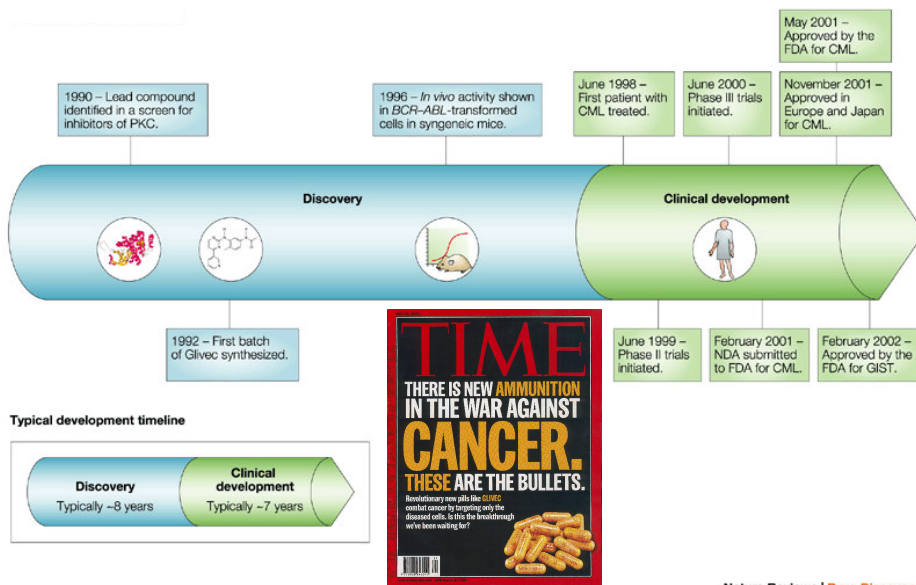 May 2001 –
Approved by the
FDA for CML.
1990 – Lead compound
identified in a screen for
inhibitors of PKC.
1996 – In vivo activity shown
in BCR–ABL-transformed
cells in syngeneic mice.
June 1998 –
First patient with
CML treated.
June 2000 –
Phase III trials
initiated.
November 2001 –
Approved in
Europe and Japan
for CML.
Discovery
Clinical development
1992 – First batch
of Glivec synthesized.
June 1999 –
Phase II trials
initiated.
February 2001 –
NDA submitted
to FDA for CML.
February 2002 –
Approved by the
FDA for GIST.
TIME
THERE IS NEW AMMUNITION
IN THE WAR AGAINST
CANCER.
THESE ARE THE BULLETS.
Revolutionary new pills like GLIVEC
combat cancer by targeting only the
diseased cells. Is this the breakthrough
we've been waiting for?
Typical development timeline
Discovery
Typically ~8 years
Clinical
development
Typically ~7 years